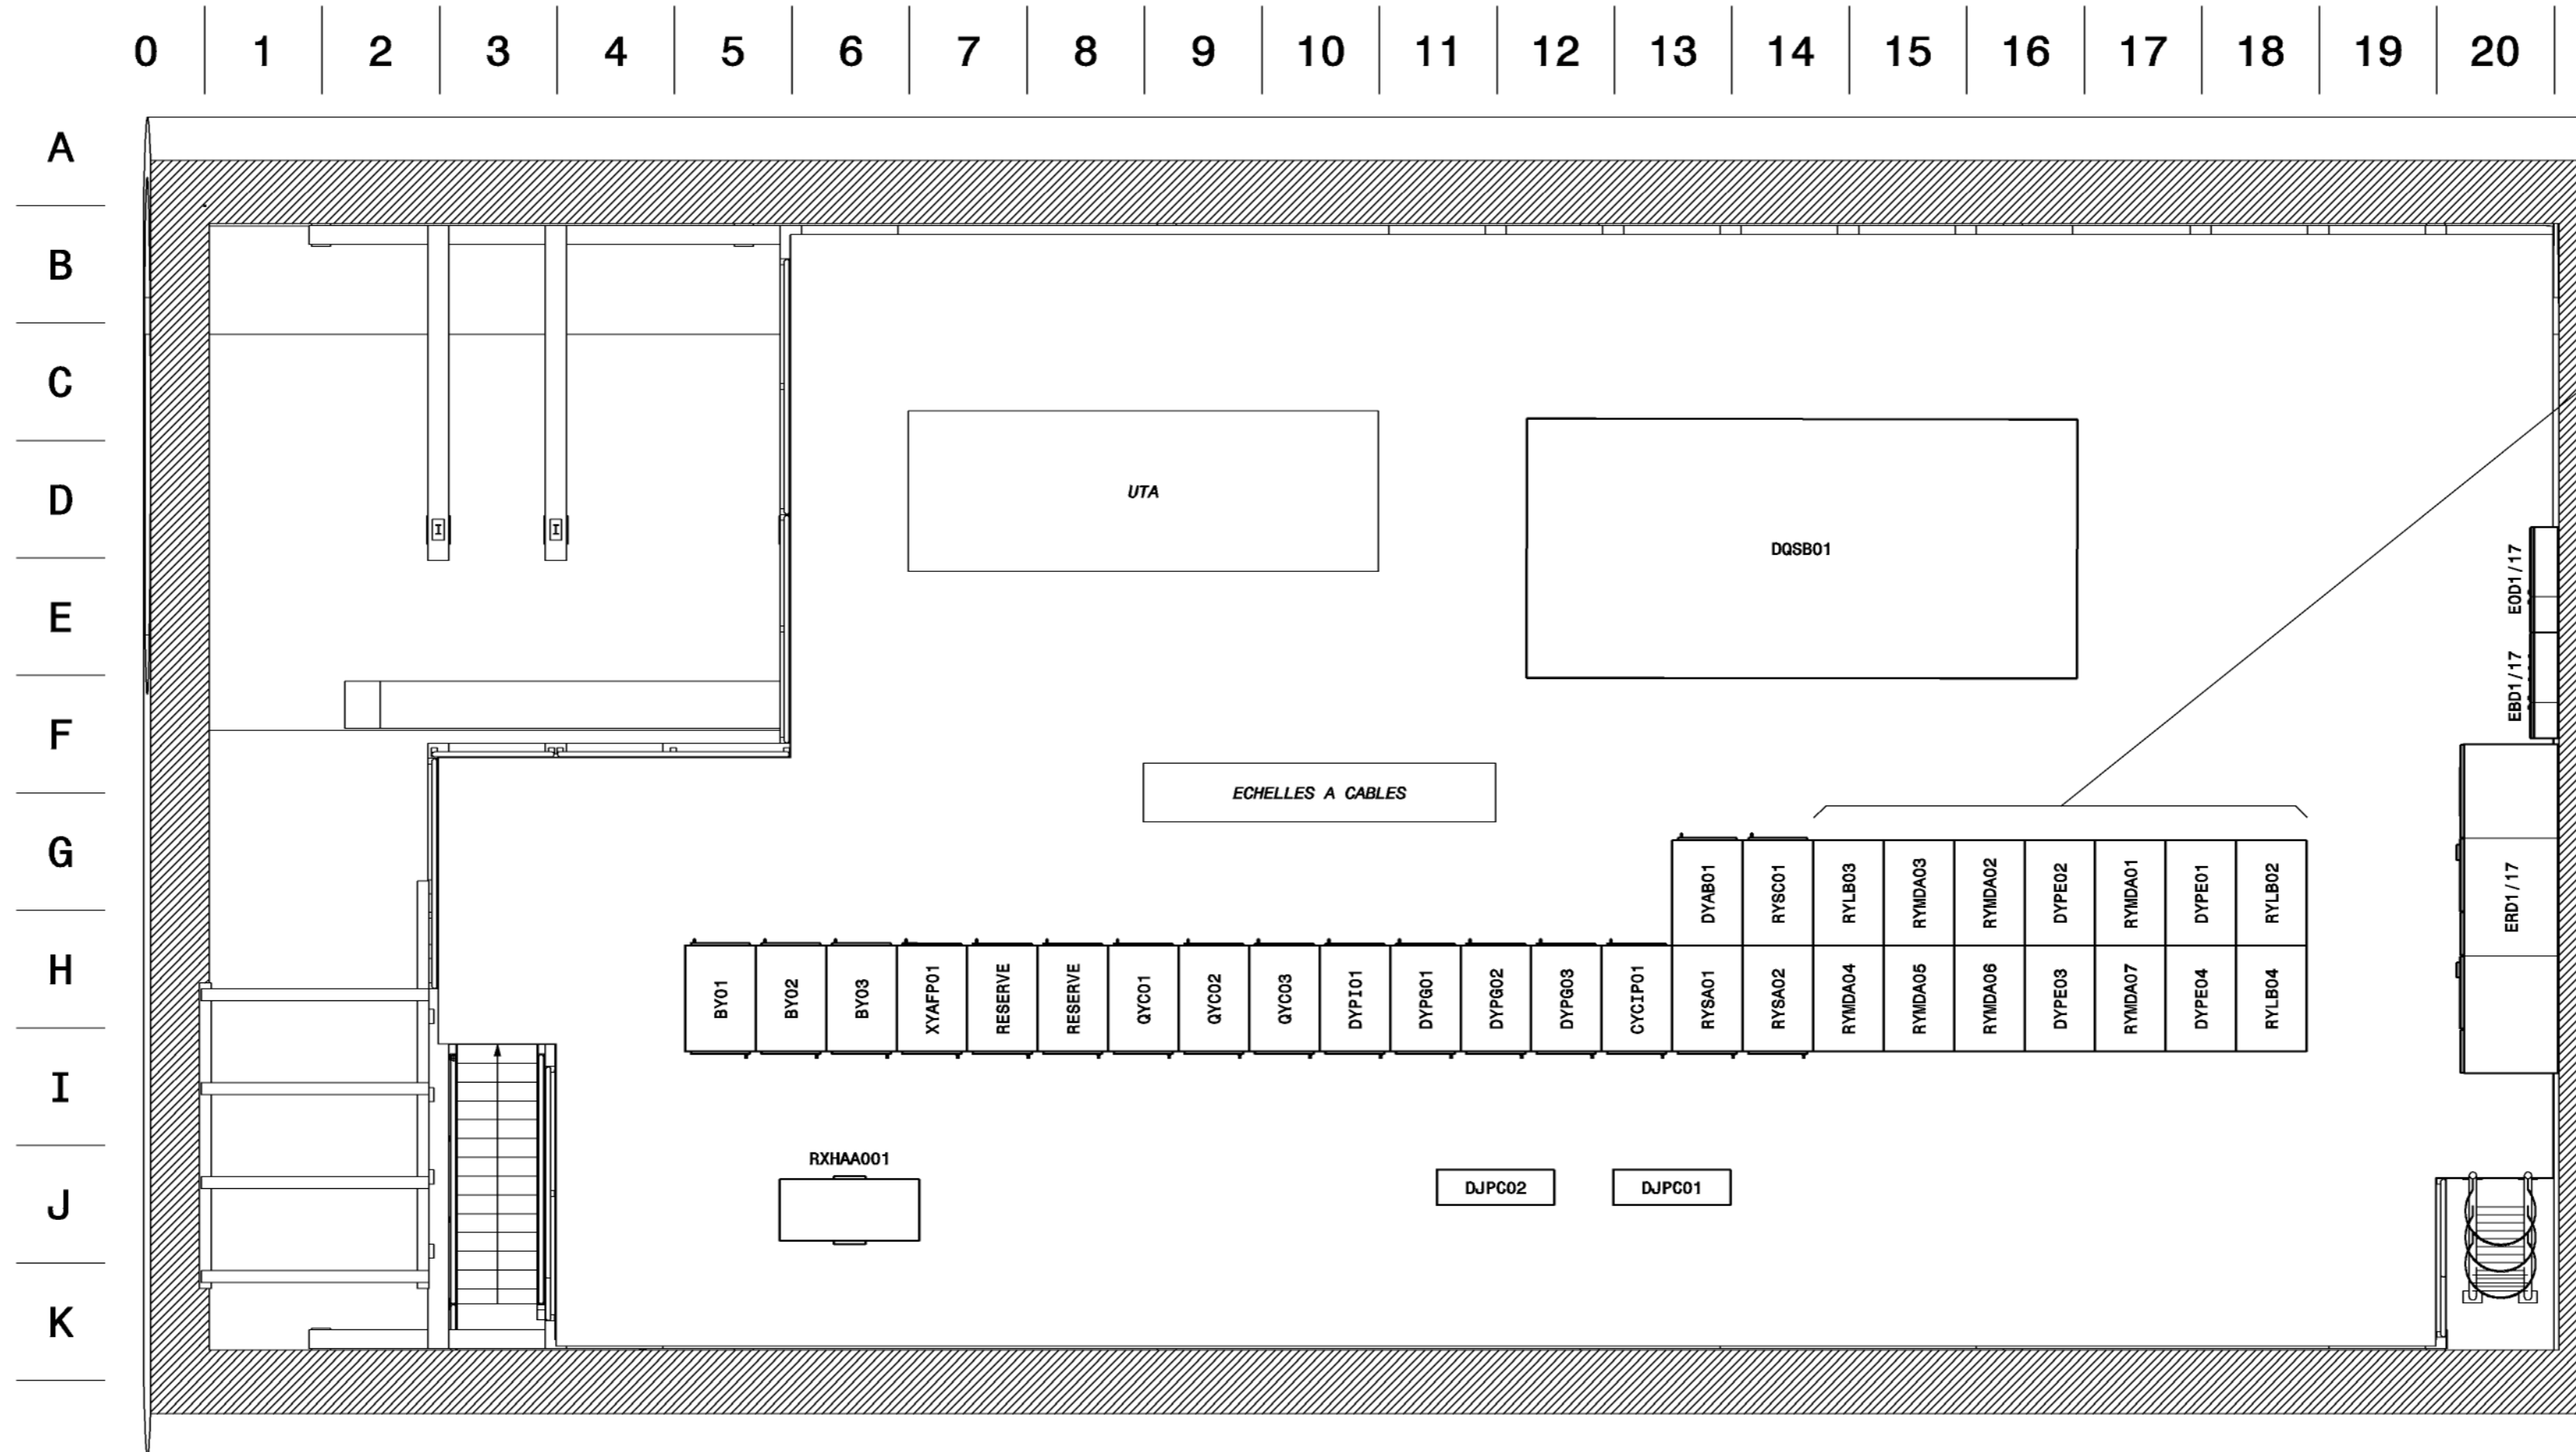 0 1 2 3 4 5 6 7 8 9 10 11 12 13 14 15 16 17 18 19 20
A
B
C
D
E
F
G
H
I
J
K
UTA
I
I
DQSB01
EOD1/17
EBD1/17
ECHELLES A CABLES
DYAB01
RYSC01
RYLB03
RYMDA03
RYMDA02
DYPE02
RYMDA01
DYPE01
RYLB02
ERD1/17
BY01
BY02
BY03
XYAFP01
RESERVE
RESERVE
QYC01
QYC02
QYC03
DYPI01
DYPG01
DYPG02
DYPG03
CYCIP01
RYSA01
RYSA02
RYMDA04
RYMDA05
RYMDA06
DYPE03
RYMDA07
DYPE04
RYLB04
RXHAA001
DJPC02
DJPC01